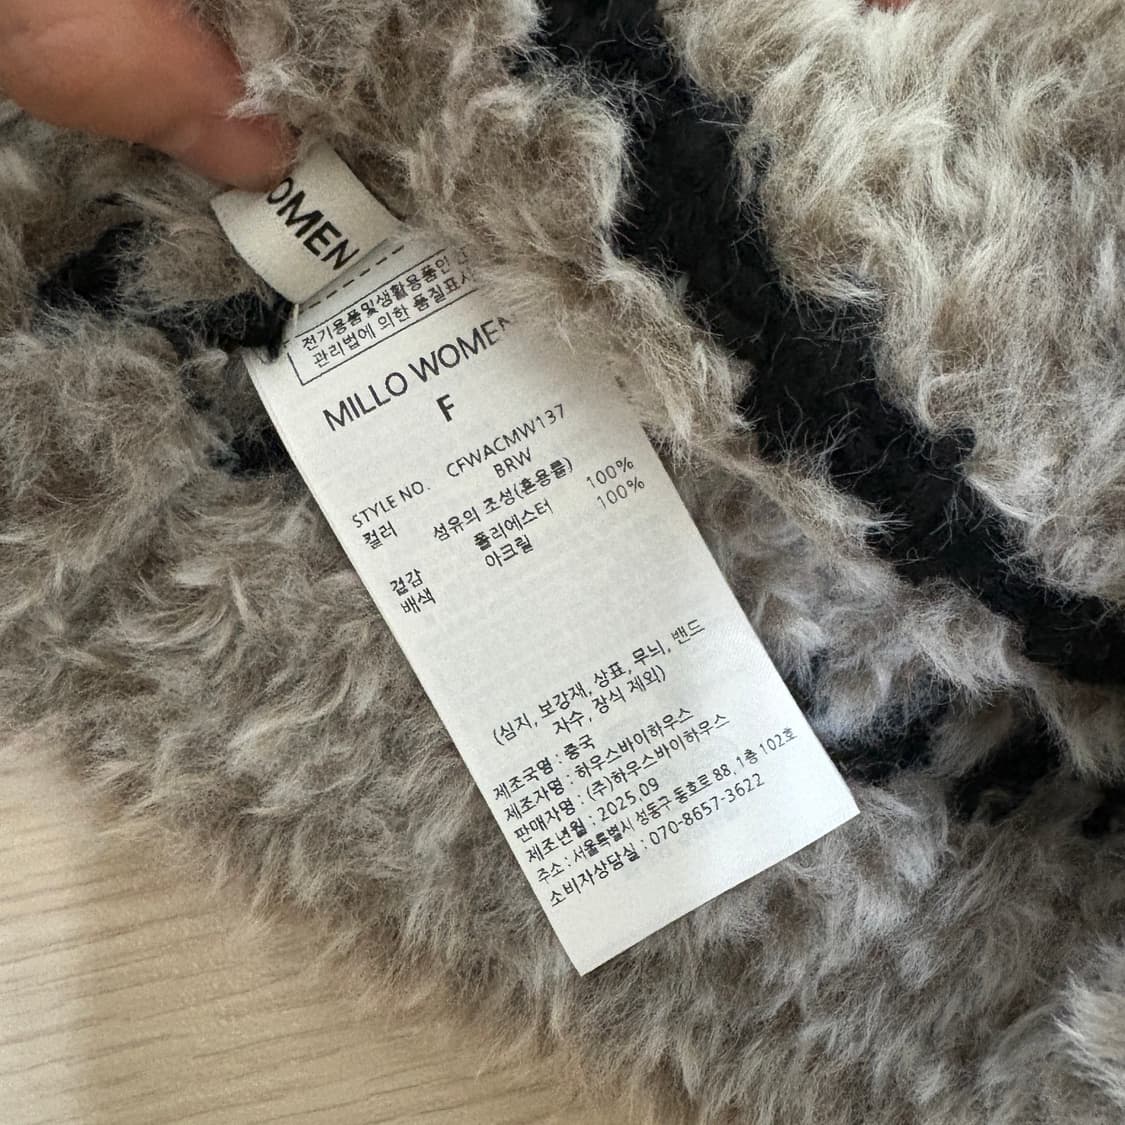 OMEN
전기용품및생활용품안
관리법에 의한 품질표시
MILLO WOMEN
F
STYLE NO. CFWACMW137
컬러 BRW
섬유의 조성(혼용률)
겉감 폴리에스터 100%
배색 아크릴 100%
(심지, 보강재, 상표, 무늬, 밴드
자수, 장식 제외)
제조국명 : 중국
제조자명 : 하우스바이하우스
판매자명 : (주)하우스바이하우스
제조년월 : 2025.09
주소 : 서울특별시 성동구 동호로 88, 1층 102호
소비자상담실 : 070-8657-3622